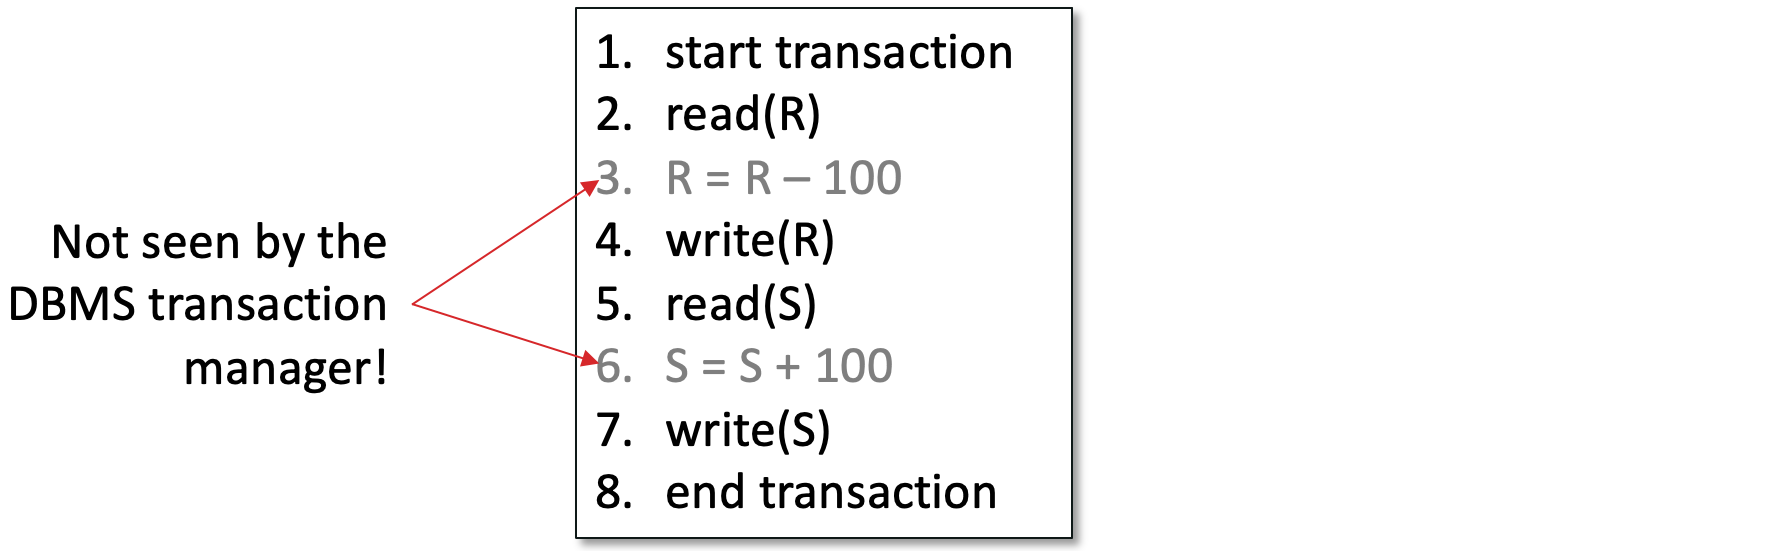 Not seen by the
DBMS transaction
manager!
1. start transaction
2. read(R)
3. R = R – 100
4. write(R)
5. read(S)
6. S = S + 100
7. write(S)
8. end transaction